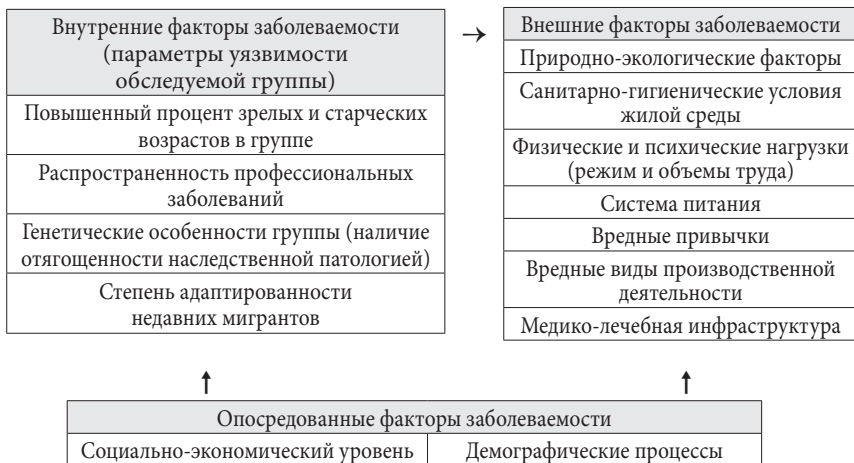 Внутренние факторы заболеваемости
(параметры уязвимости
обследуемой группы)
Повышенный процент зрелых и старческих
возрастов в группе
Распространенность профессиональных
заболеваний
Генетические особенности группы (наличие
отягощенности наследственной патологией)
Степень адаптированности
недавних мигрантов
→
Внешние факторы заболеваемости
Природно-экологические факторы
Санитарно-гигиенические условия
жилой среды
Физические и психические нагрузки
(режим и объемы труда)
Система питания
Вредные привычки
Вредные виды производственной
деятельности
Медико-лечебная инфраструктура
↑ ↑
Опосредованные факторы заболеваемости
Социально-экономический уровень
Демографические процессы